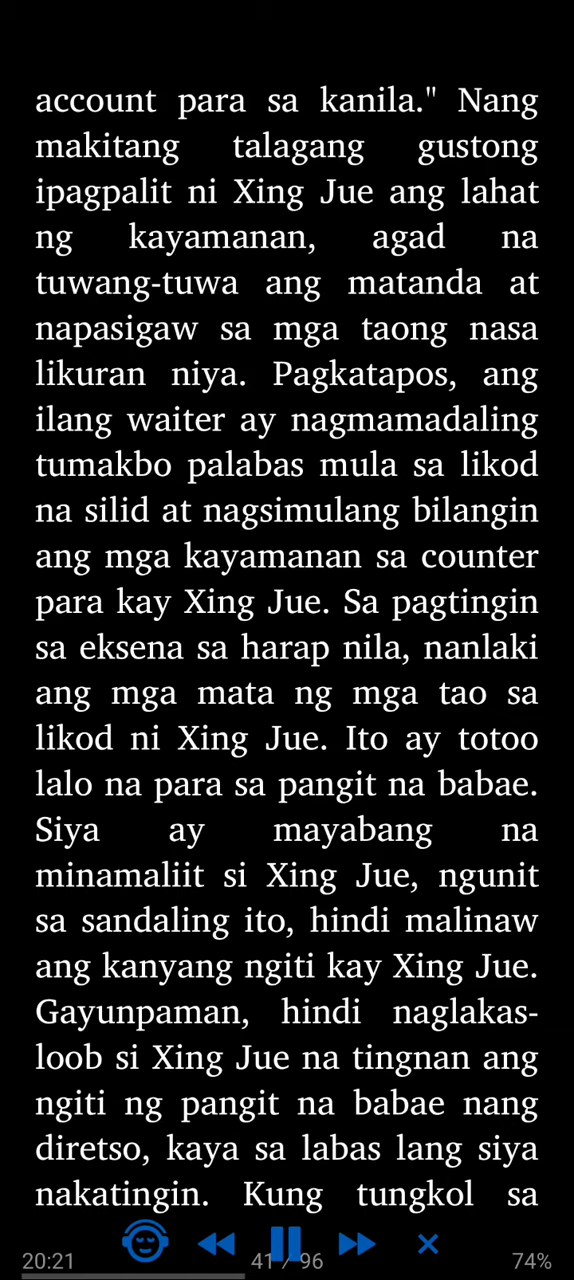 account para sa kanila." Nang
makitang talagang gustong
ipagpalit ni Xing Jue ang lahat
ng kayamanan, agad na
tuwang-tuwa ang matanda at
napasigaw sa mga taong nasa
likuran niya. Pagkatapos, ang
ilang waiter ay nagmamadaling
tumakbo palabas mula sa likod
na silid at nagsimulang bilangin
ang mga kayamanan sa counter
para kay Xing Jue. Sa pagtingin
sa eksena sa harap nila, nanlaki
ang mga mata ng mga tao sa
likod ni Xing Jue. Ito ay totoo
lalo na para sa pangit na babae.
Siya ay mayabang na
minamaliit si Xing Jue, ngunit
sa sandaling ito, hindi malinaw
ang kanyang ngiti kay Xing Jue.
Gayunpaman, hindi naglakas-
loob si Xing Jue na tingnan ang
ngiti ng pangit na babae nang
diretso, kaya sa labas lang siya
nakatingin. Kung tungkol sa
20:21 41 / 96 74%